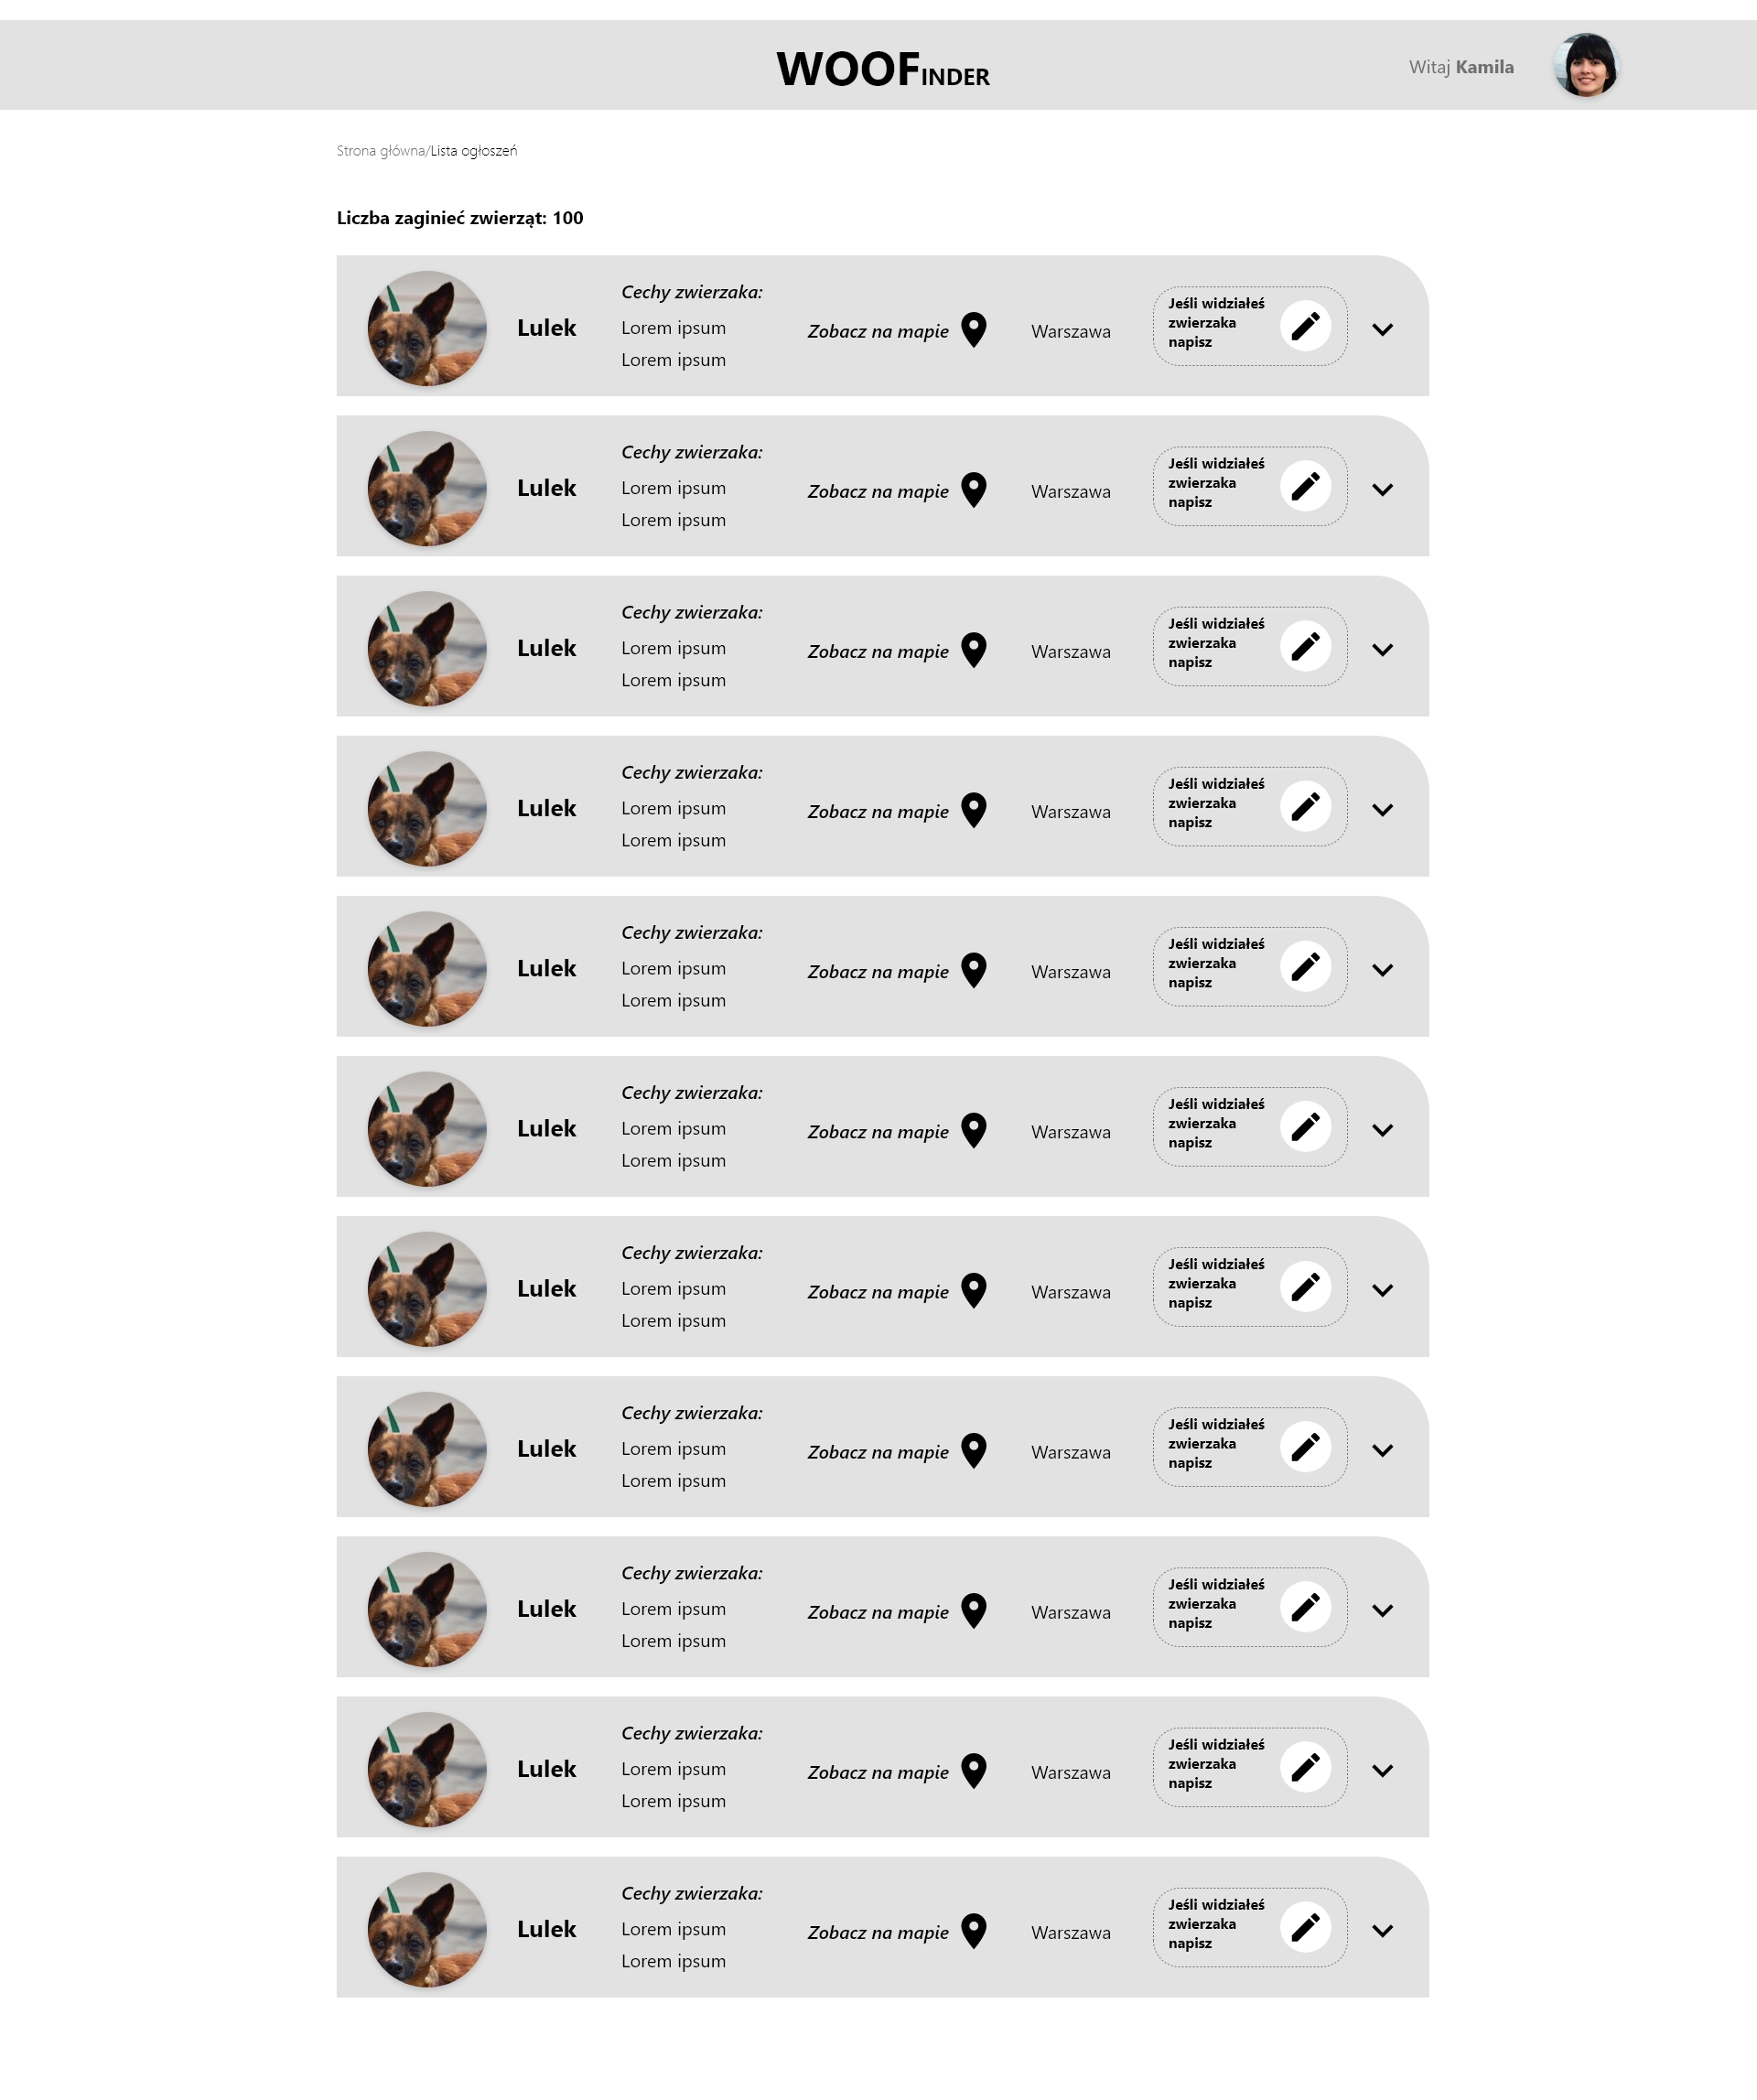 WOOFINDER
Witaj Kamila
Strona główna/Lista ogłoszeń
Liczba zaginieć zwierząt: 100
Lulek
Cechy zwierzaka:
Lorem ipsum
Lorem ipsum
Zobacz na mapie
Warszawa
Jeśli widziałeś
zwierzaka
napisz
Lulek
Cechy zwierzaka:
Lorem ipsum
Lorem ipsum
Zobacz na mapie
Warszawa
Jeśli widziałeś
zwierzaka
napisz
Lulek
Cechy zwierzaka:
Lorem ipsum
Lorem ipsum
Zobacz na mapie
Warszawa
Jeśli widziałeś
zwierzaka
napisz
Lulek
Cechy zwierzaka:
Lorem ipsum
Lorem ipsum
Zobacz na mapie
Warszawa
Jeśli widziałeś
zwierzaka
napisz
Lulek
Cechy zwierzaka:
Lorem ipsum
Lorem ipsum
Zobacz na mapie
Warszawa
Jeśli widziałeś
zwierzaka
napisz
Lulek
Cechy zwierzaka:
Lorem ipsum
Lorem ipsum
Zobacz na mapie
Warszawa
Jeśli widziałeś
zwierzaka
napisz
Lulek
Cechy zwierzaka:
Lorem ipsum
Lorem ipsum
Zobacz na mapie
Warszawa
Jeśli widziałeś
zwierzaka
napisz
Lulek
Cechy zwierzaka:
Lorem ipsum
Lorem ipsum
Zobacz na mapie
Warszawa
Jeśli widziałeś
zwierzaka
napisz
Lulek
Cechy zwierzaka:
Lorem ipsum
Lorem ipsum
Zobacz na mapie
Warszawa
Jeśli widziałeś
zwierzaka
napisz
Lulek
Cechy zwierzaka:
Lorem ipsum
Lorem ipsum
Zobacz na mapie
Warszawa
Jeśli widziałeś
zwierzaka
napisz
Lulek
Cechy zwierzaka:
Lorem ipsum
Lorem ipsum
Zobacz na mapie
Warszawa
Jeśli widziałeś
zwierzaka
napisz